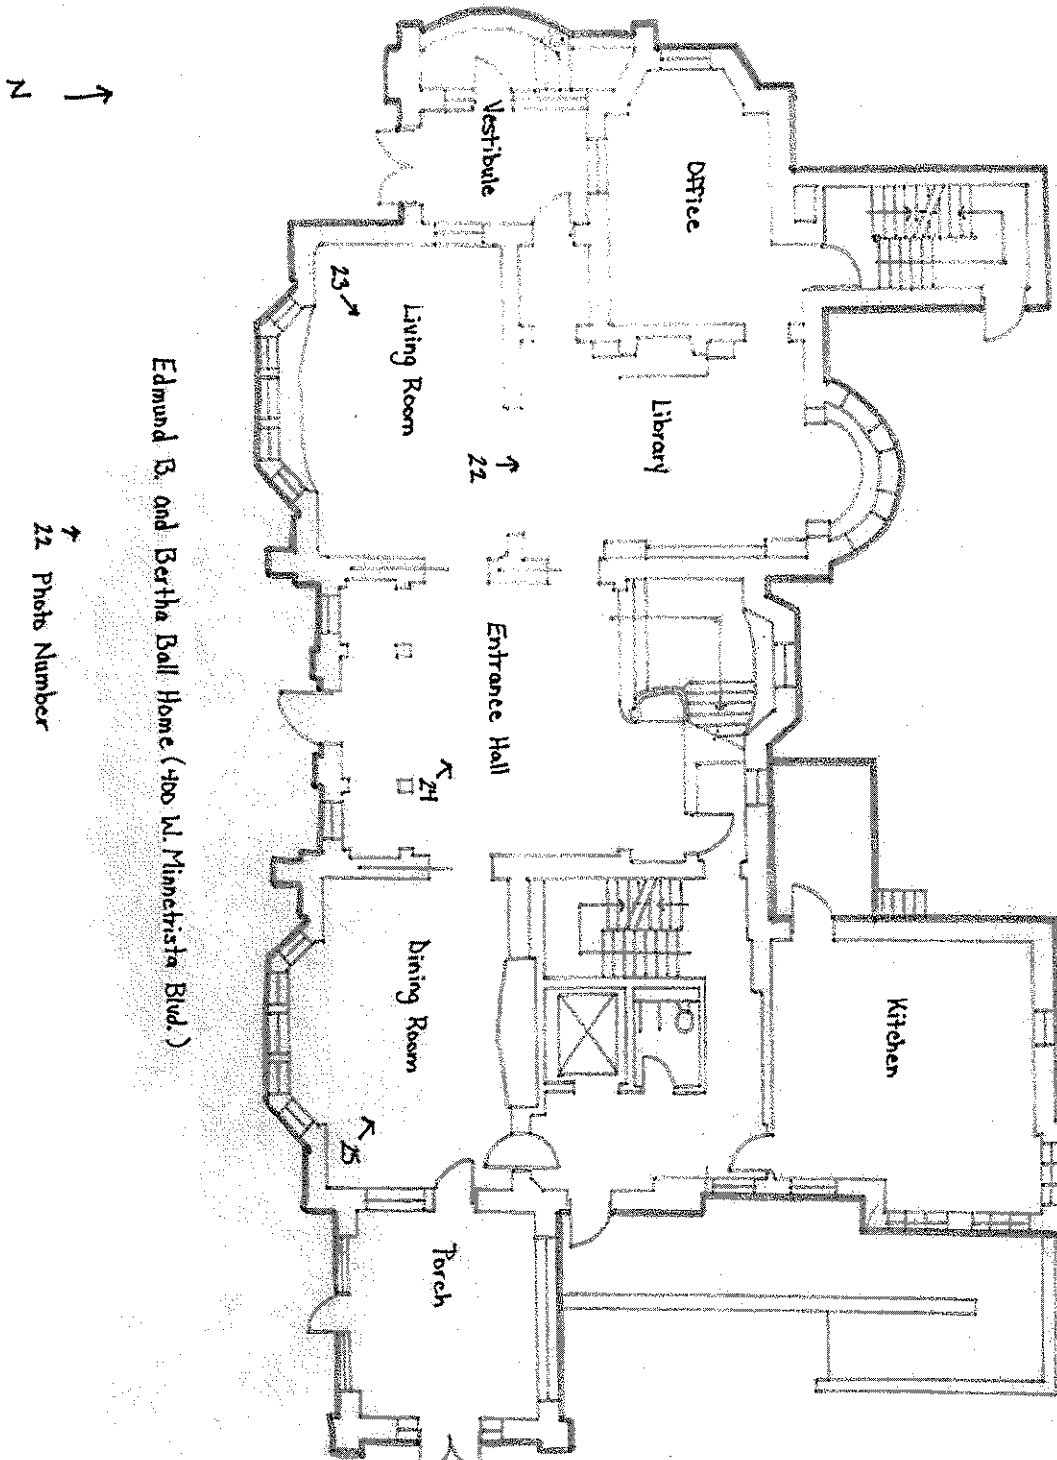 N
Vestibule
Office
23
Living Room
Library
22
Entrance Hall
24
Dining Room
Kitchen
25
Porch
Edmund B. and Bertha Ball Home (400 W. Minnetrista Blvd.)
22 Photo Number